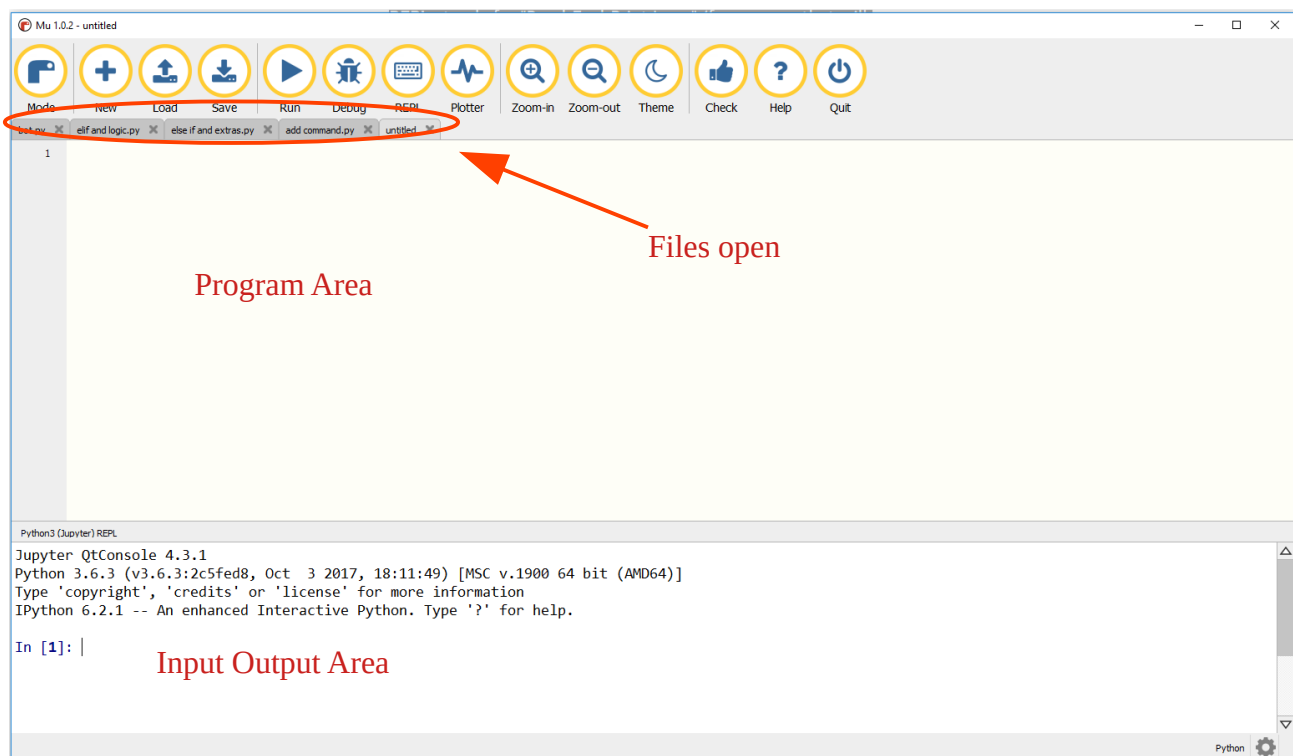 Mu 1.0.2 - untitled
Mode New Load Save Run Debug REPL Plotter Zoom-in Zoom-out Theme Check Help Quit
bot.py elif and logic.py else if and extras.py add command.py untitled
1
Files open
Program Area
Python3 (Jupyter) REPL
Jupyter QtConsole 4.3.1
Python 3.6.3 (v3.6.3:2c5fed8, Oct  3 2017, 18:11:49) [MSC v.1900 64 bit (AMD64)]
Type 'copyright', 'credits' or 'license' for more information
IPython 6.2.1 -- An enhanced Interactive Python. Type '?' for help.
In [1]:
Input Output Area
Python